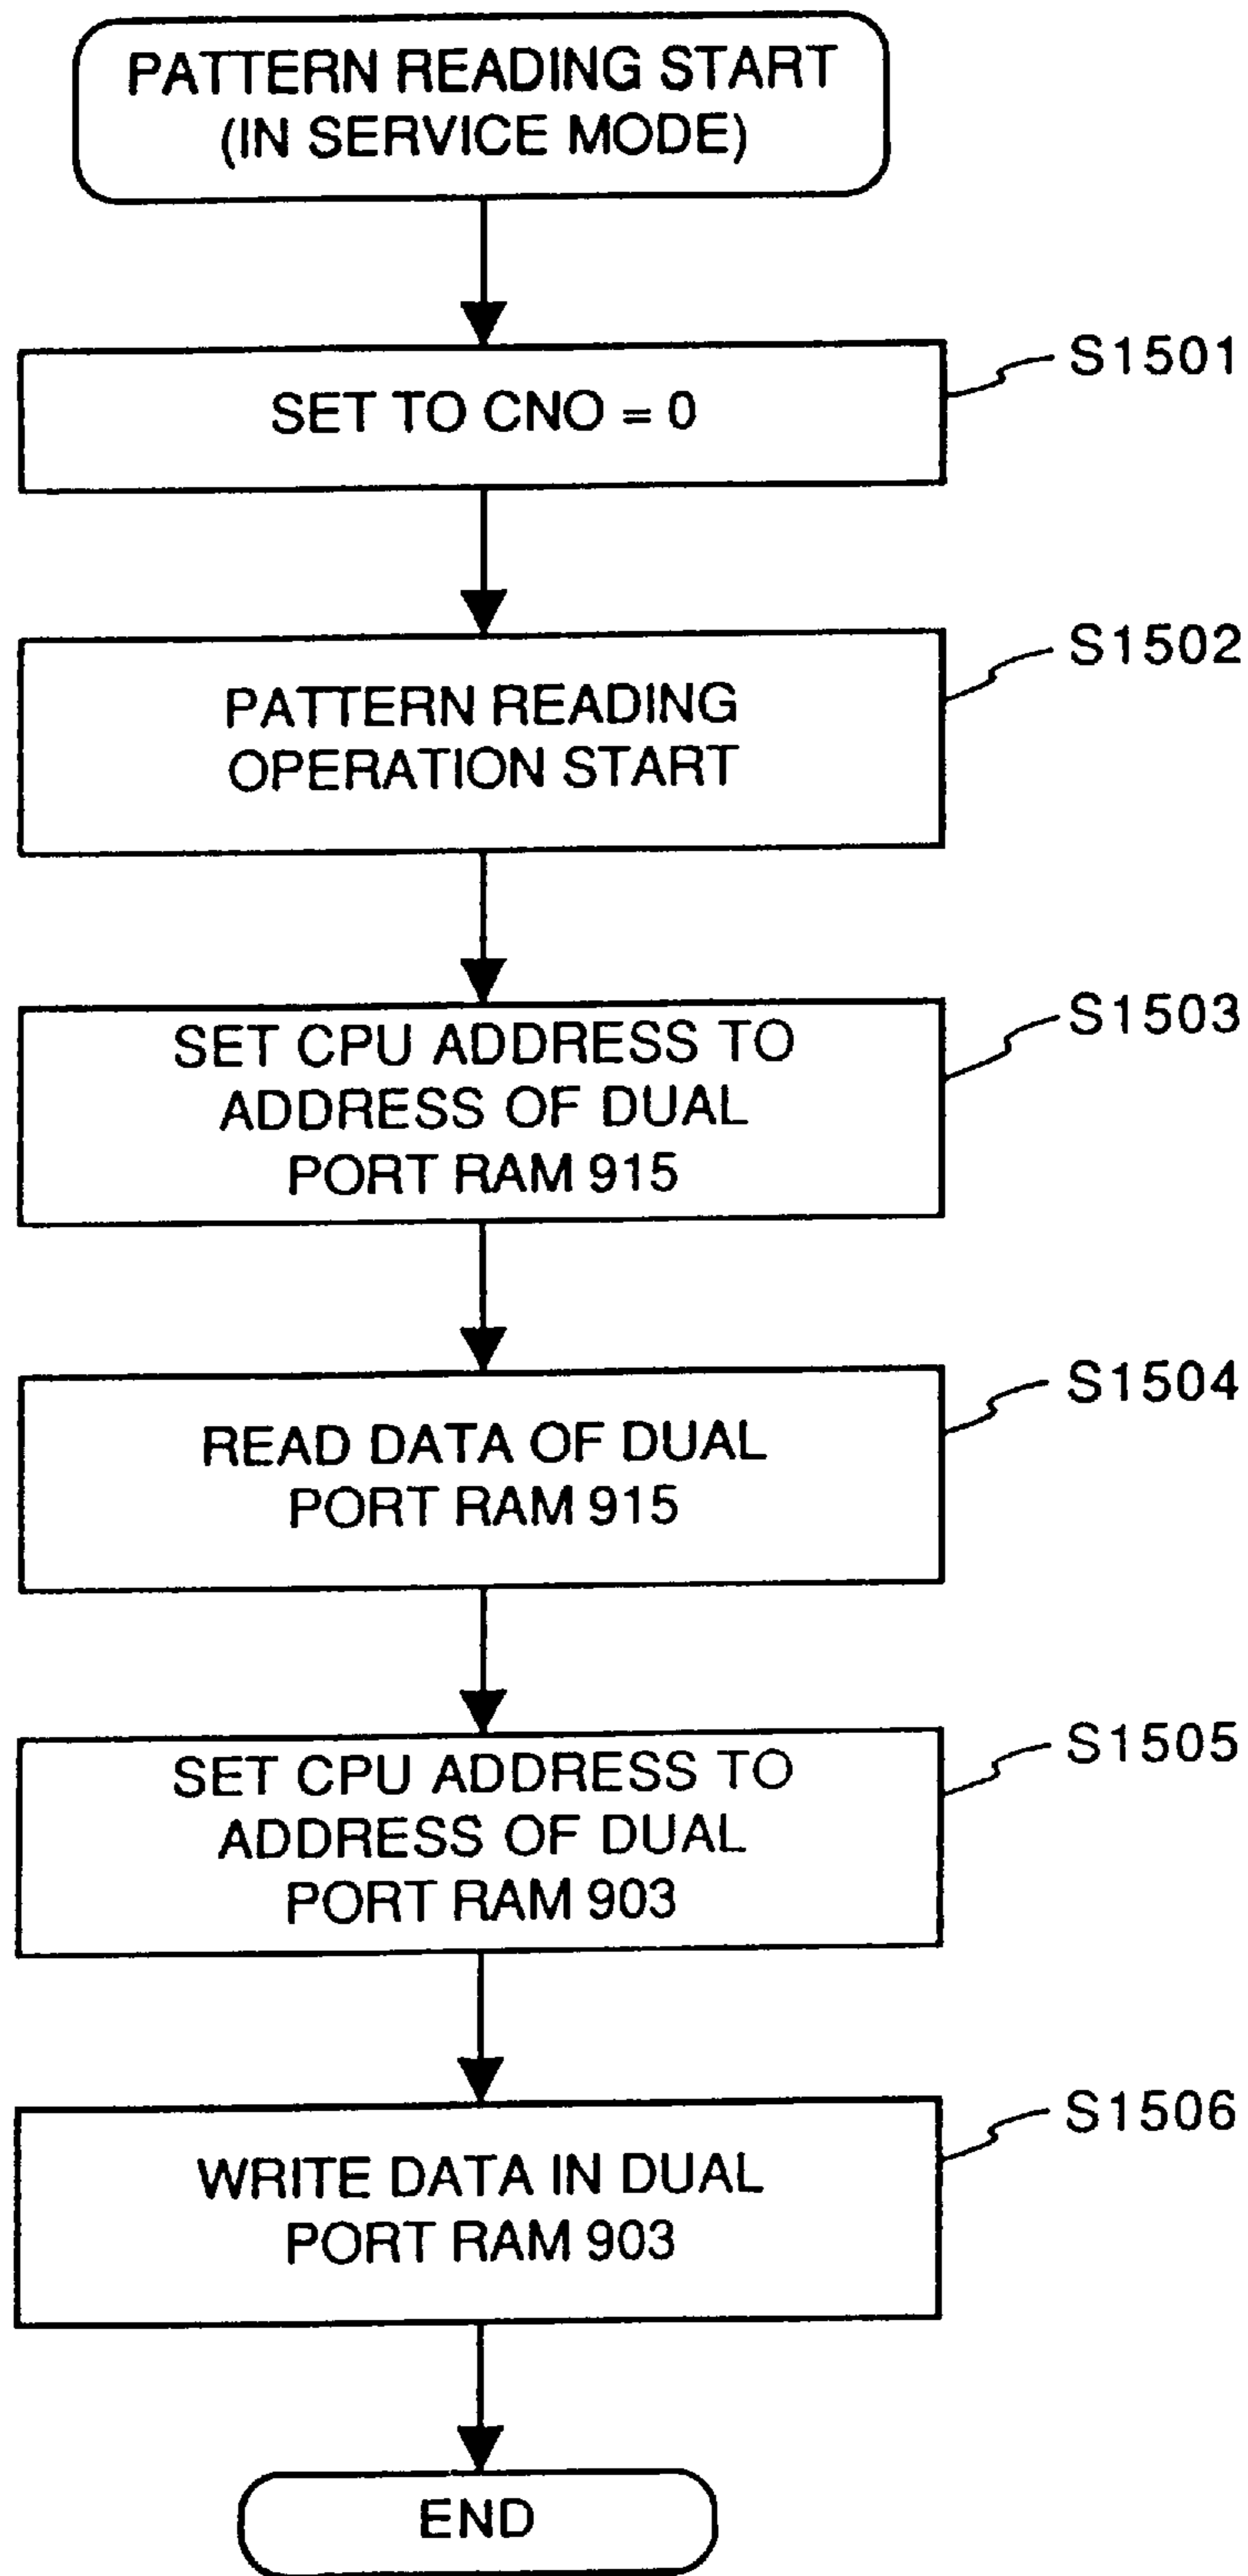 PATTERN READING START
(IN SERVICE MODE)
S1501
SET TO CNO = 0
S1502
PATTERN READING
OPERATION START
S1503
SET CPU ADDRESS TO
ADDRESS OF DUAL
PORT RAM 915
S1504
READ DATA OF DUAL
PORT RAM 915
S1505
SET CPU ADDRESS TO
ADDRESS OF DUAL
PORT RAM 903
S1506
WRITE DATA IN DUAL
PORT RAM 903
END